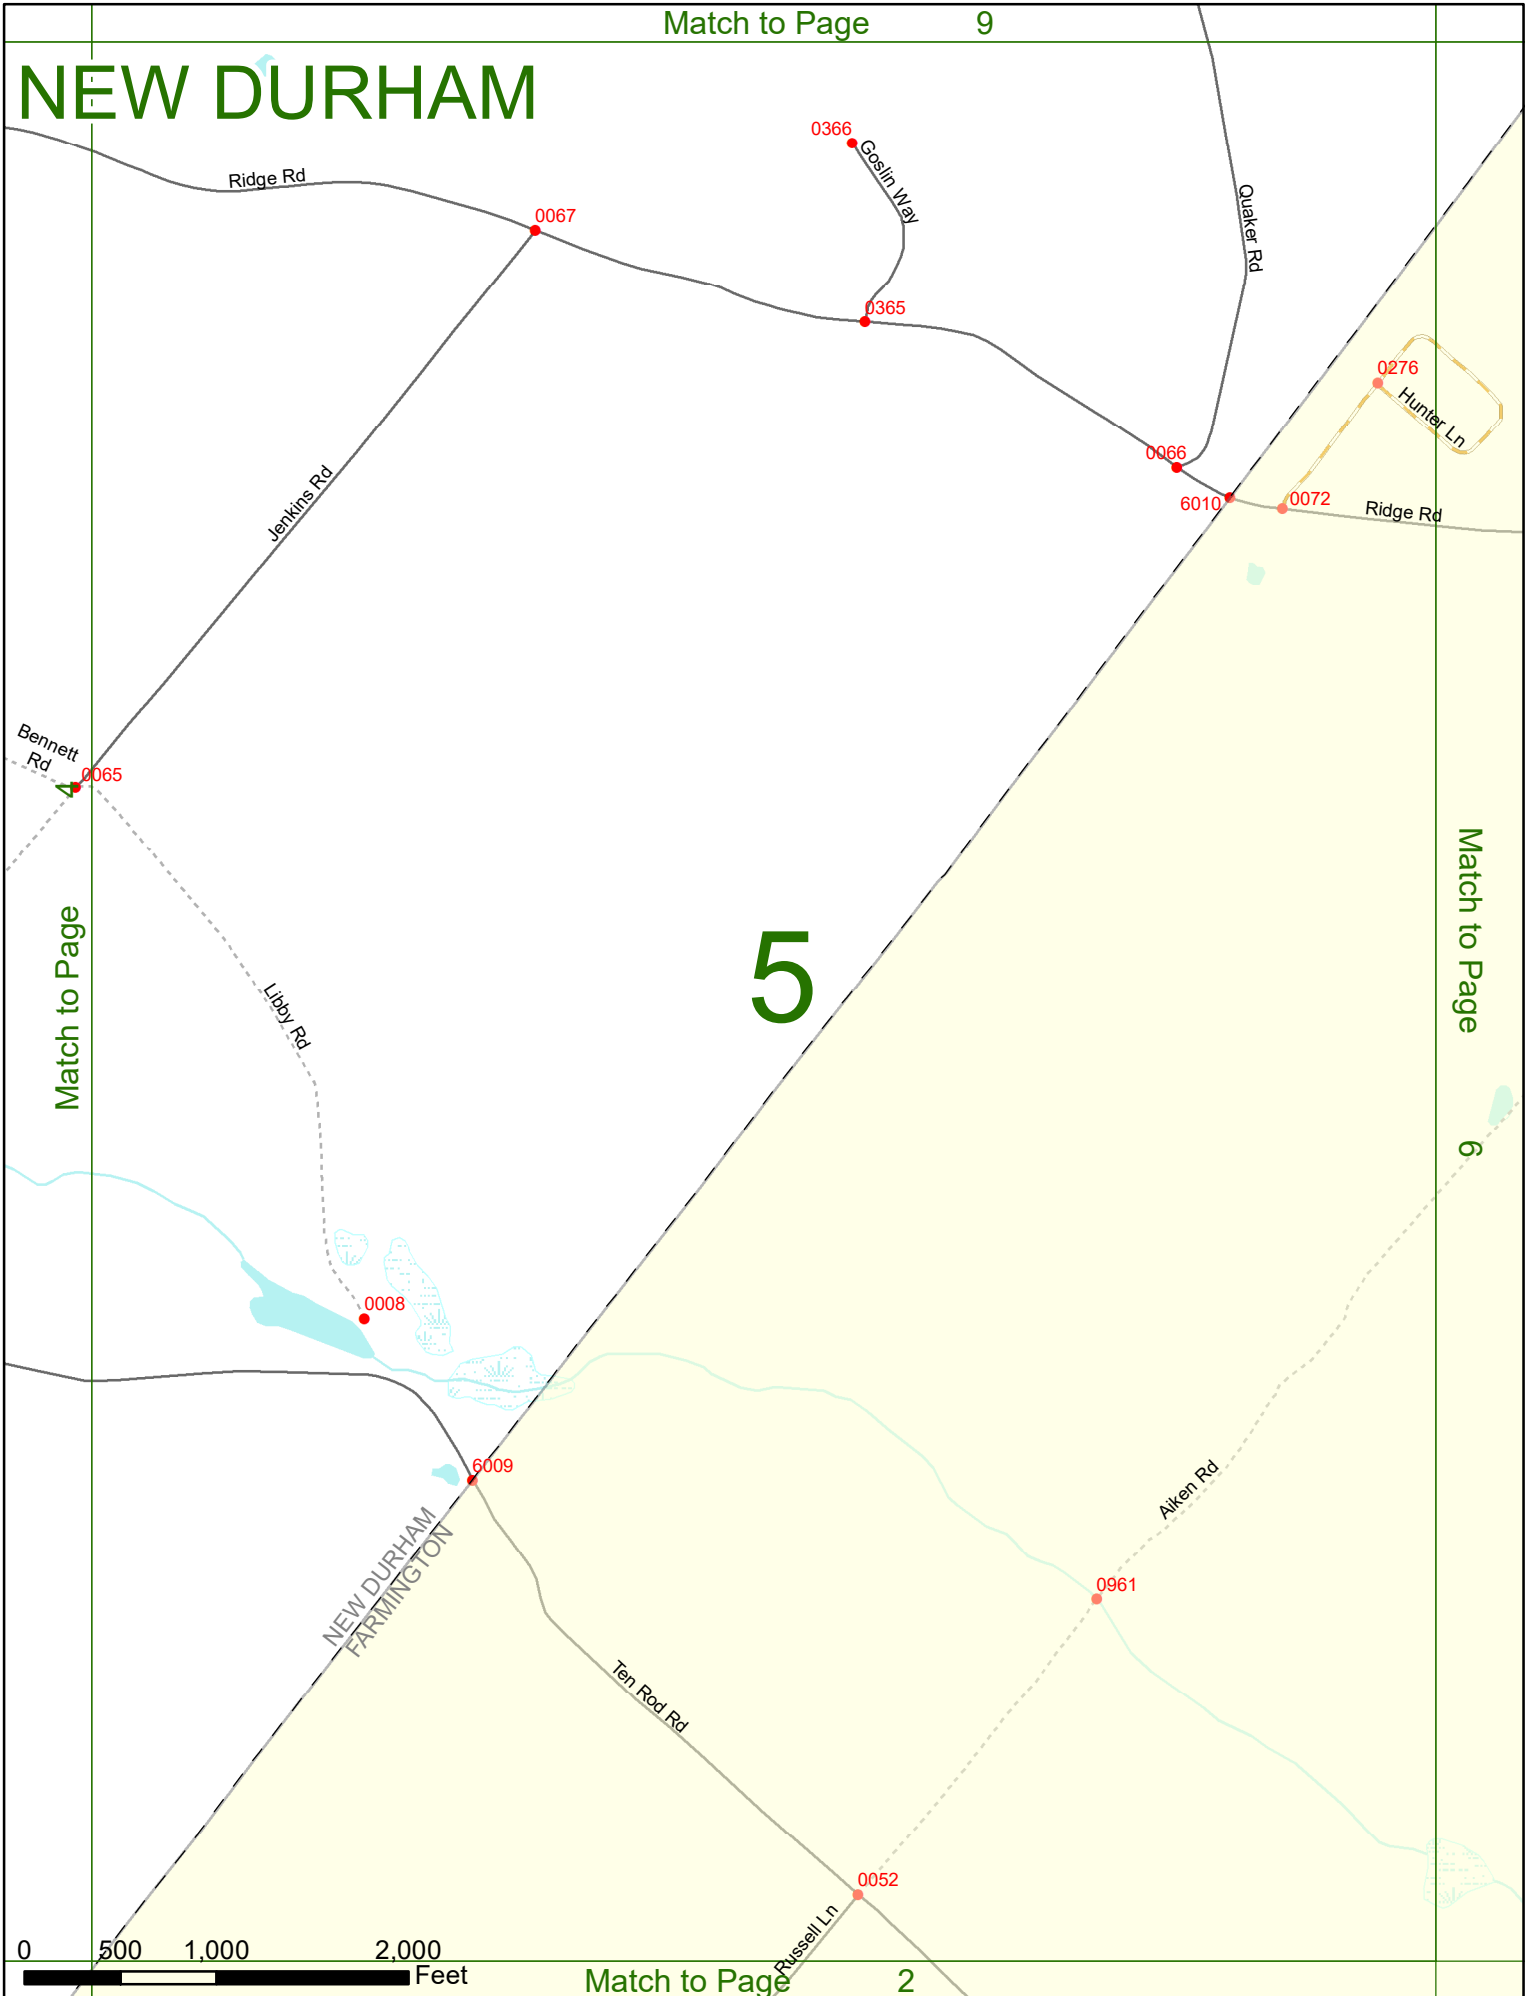 Match to Page 9
NEW DURHAM
0366
Goslin Way
Ridge Rd
0067
Quaker Rd
0365
0276
Hunter Ln
0066
6010
0072
Ridge Rd
Jenkins Rd
Bennett
Rd
0065
4
Match to Page
5
Match to Page
6
Libby Rd
0008
6009
NEW DURHAM
FARMINGTON
Aiken Rd
0961
Ten Rod Rd
0052
Russell Ln
0 500 1,000 2,000
Feet
Match to Page 2